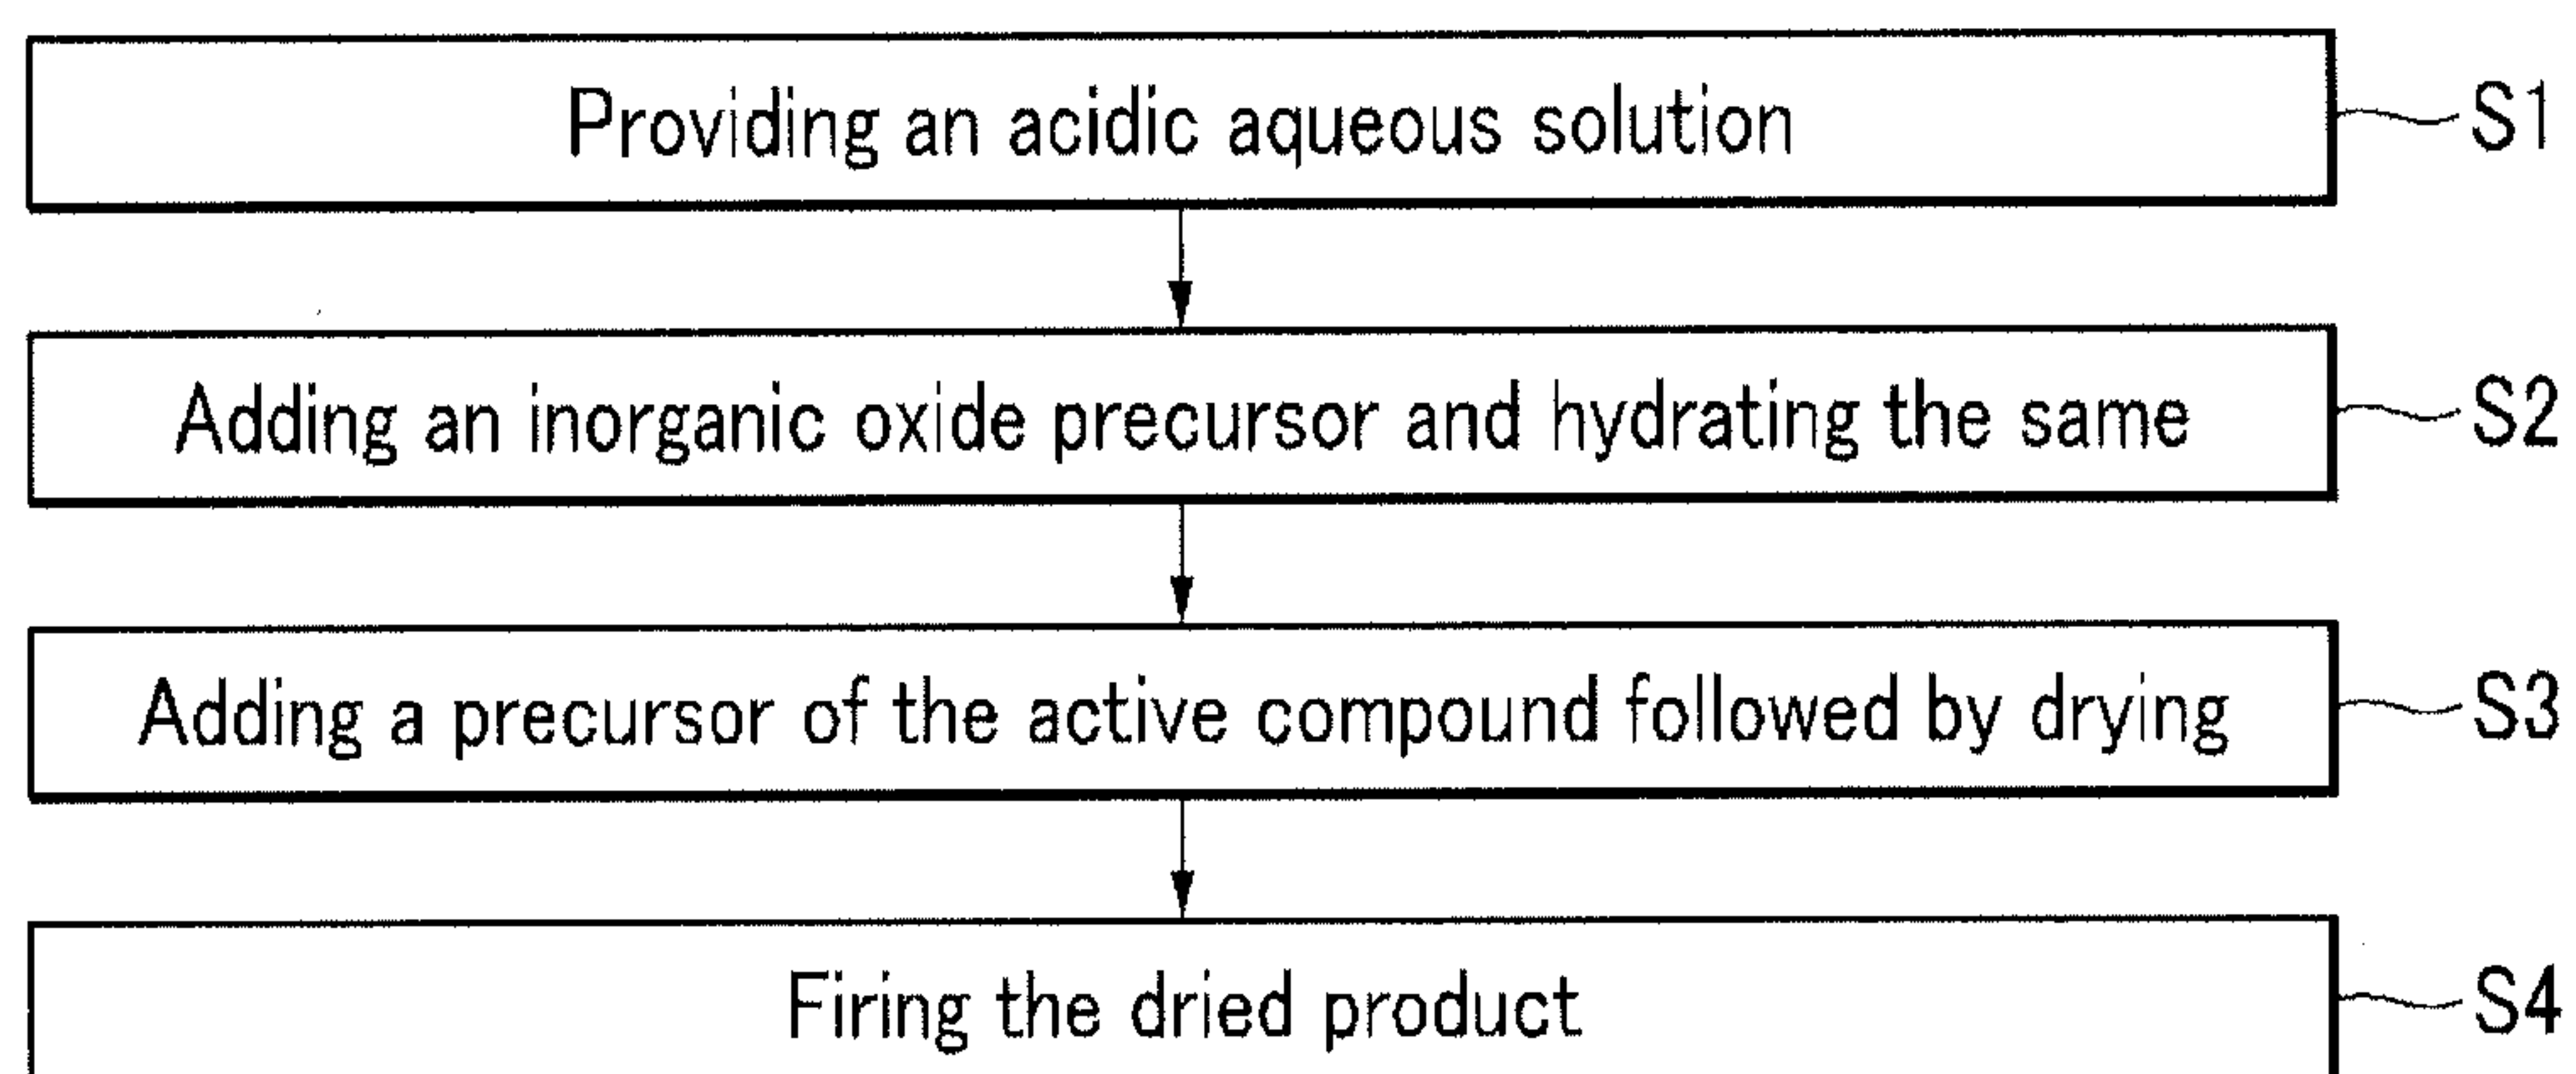 Providing an acidic aqueous solution S1
Adding an inorganic oxide precursor and hydrating the same S2
Adding a precursor of the active compound followed by drying S3
Firing the dried product S4